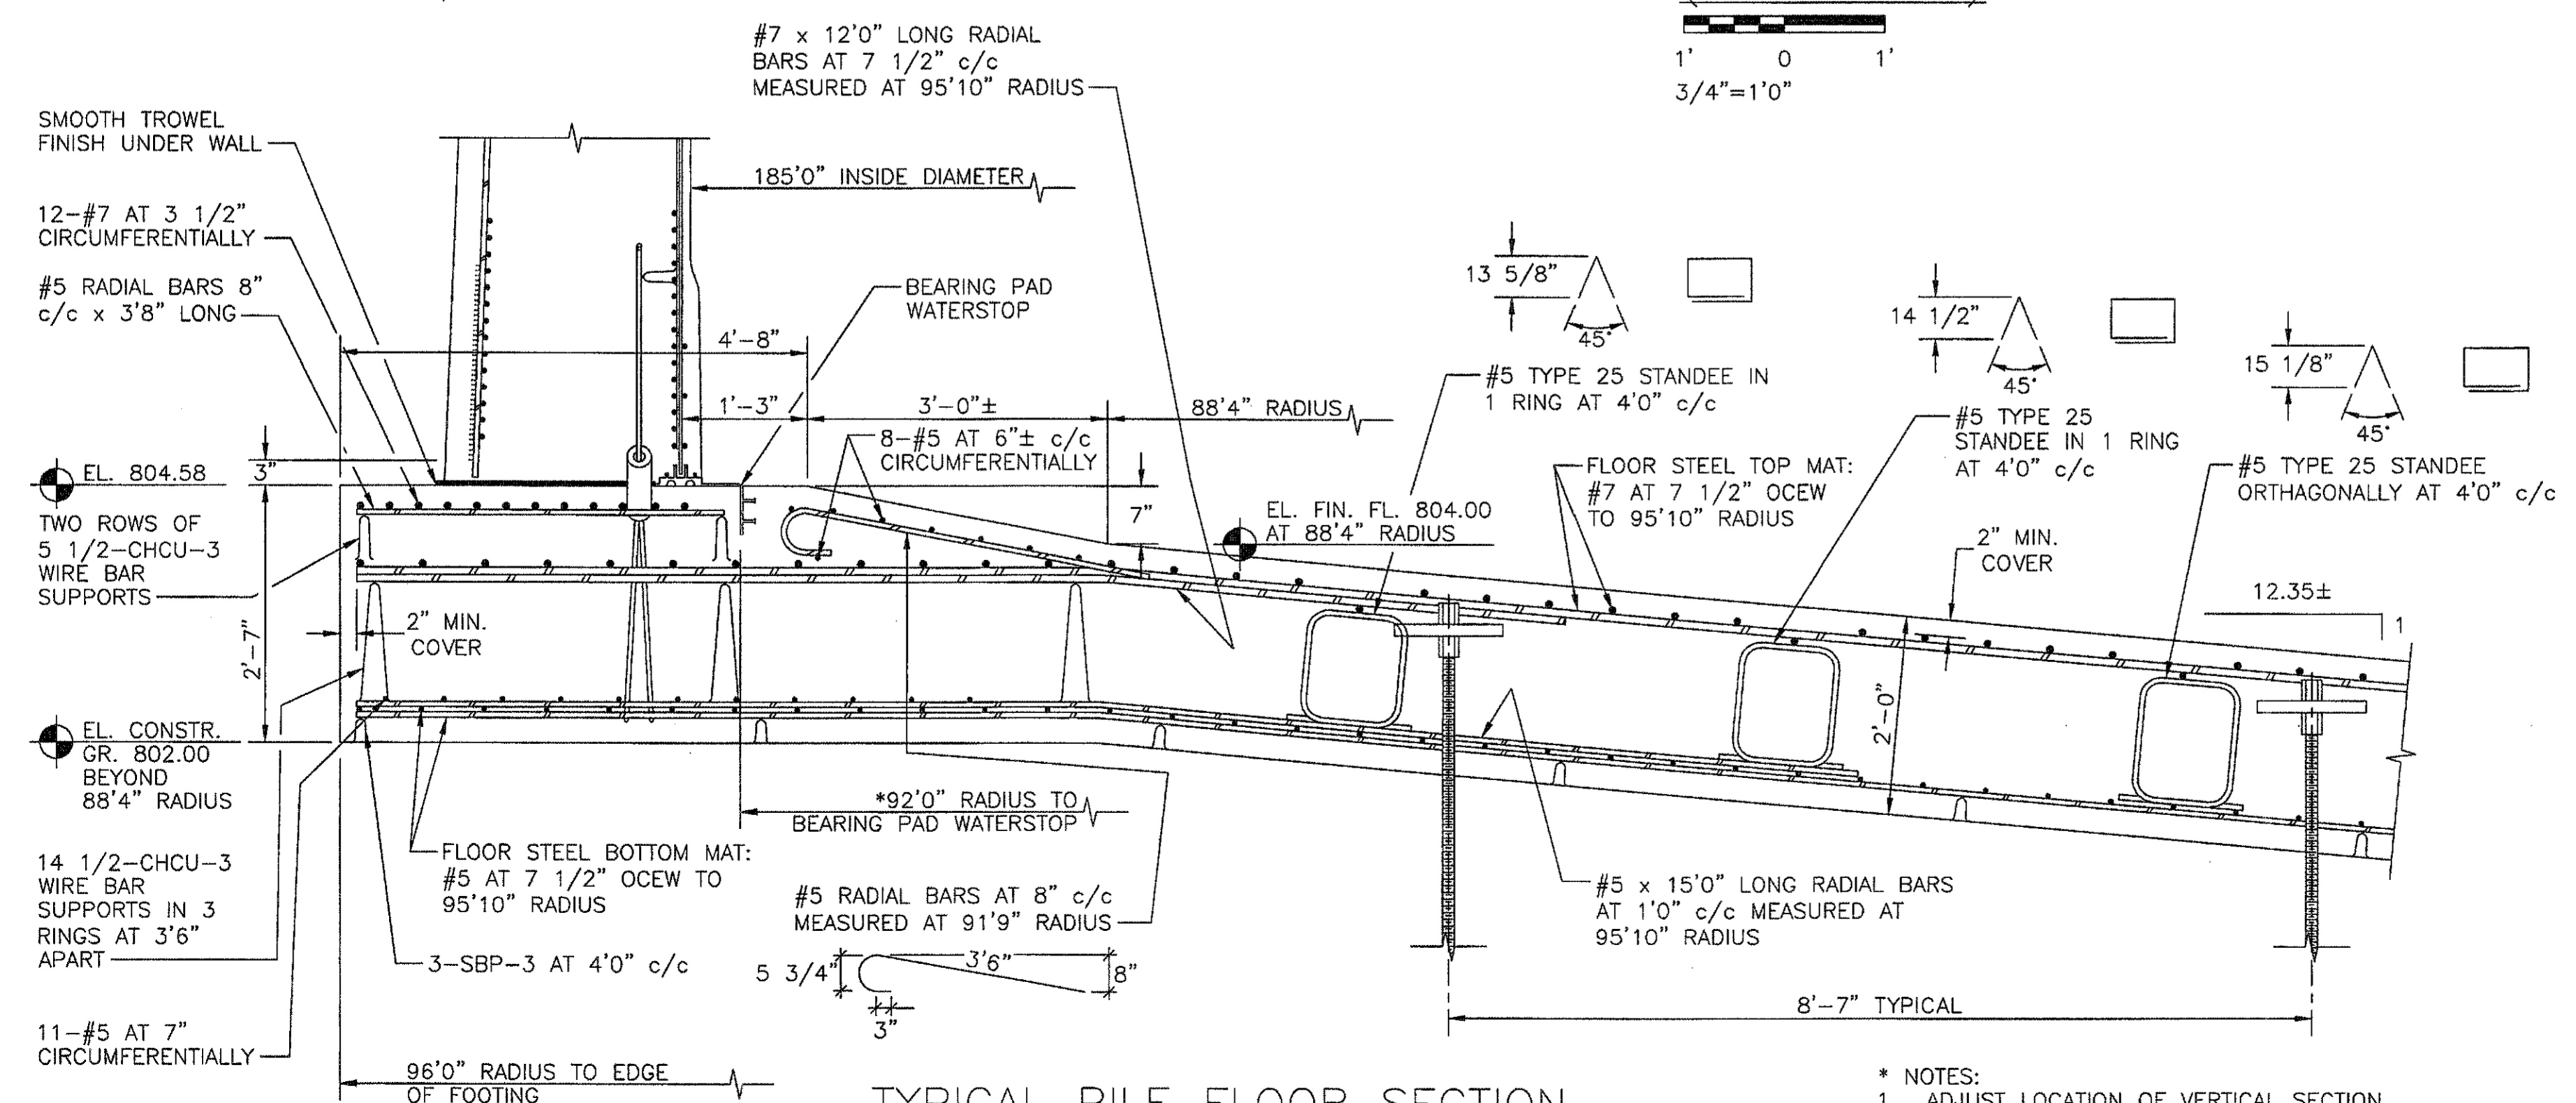 #7 x 12'0" LONG RADIAL
BARS AT 7 1/2" c/c
MEASURED AT 95'10" RADIUS
1' 0 1'
3/4"=1'0"
SMOOTH TROWEL
FINISH UNDER WALL
12-#7 AT 3 1/2"
CIRCUMFERENTIALLY
#5 RADIAL BARS 8"
c/c x 3'8" LONG
185'0" INSIDE DIAMETER
BEARING PAD
WATERSTOP
4'-8"
1'-3"
3'-0"±
88'4" RADIUS
8-#5 AT 6"± c/c
CIRCUMFERENTIALLY
13 5/8"
45°
14 1/2"
45°
15 1/8"
45°
#5 TYPE 25 STANDEE IN
1 RING AT 4'0" c/c
#5 TYPE 25
STANDEE IN 1 RING
AT 4'0" c/c
#5 TYPE 25 STANDEE
ORTHAGONALLY AT 4'0" c/c
3"
EL. 804.58
TWO ROWS OF
5 1/2-CHCU-3
WIRE BAR
SUPPORTS
2'-7"
2" MIN.
COVER
7"
EL. FIN. FL. 804.00
AT 88'4" RADIUS
FLOOR STEEL TOP MAT:
#7 AT 7 1/2" OCEW
TO 95'10" RADIUS
2" MIN.
COVER
12.35±
1
2'-0"
EL. CONSTR.
GR. 802.00
BEYOND
88'4" RADIUS
*92'0" RADIUS TO
BEARING PAD WATERSTOP
14 1/2-CHCU-3
WIRE BAR
SUPPORTS IN 3
RINGS AT 3'6"
APART
FLOOR STEEL BOTTOM MAT:
#5 AT 7 1/2" OCEW TO
95'10" RADIUS
3-SBP-3 AT 4'0" c/c
#5 RADIAL BARS AT 8" c/c
MEASURED AT 91'9" RADIUS
5 3/4"
3'6"
8"
3"
#5 x 15'0" LONG RADIAL BARS
AT 1'0" c/c MEASURED AT
95'10" RADIUS
8'-7" TYPICAL
11-#5 AT 7"
CIRCUMFERENTIALLY
96'0" RADIUS TO EDGE
OF FOOTING
TYPICAL PILE FLOOR SECTION
* NOTES:
1. ADJUST LOCATION OF VERTICAL SECTION